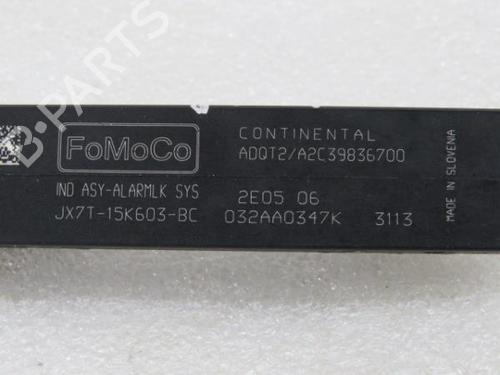 FoMoCo
CONTINENTAL
ADQT2/A2C39836700
IND ASY-ALARMLK SYS
JX7T-15K603-BC
2E05 06
032AA0347K 3113
MADE IN SLOVENIA
B-PARTS